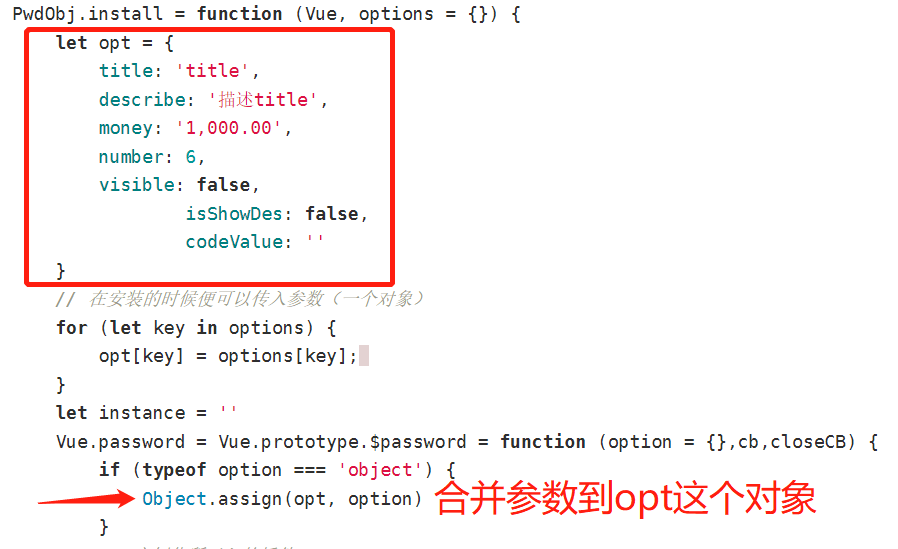 PwdObj.install = function (Vue, options = {}) {
let opt = {
title: 'title',
describe: '描述title',
money: '1,000.00',
number: 6,
visible: false,
isShowDes: false,
codeValue: ''
}
// 在安装的时候便可以传入参数（一个对象）
for (let key in options) {
opt[key] = options[key];
}
let instance = ''
Vue.password = Vue.prototype.$password = function (option = {},cb,closeCB) {
if (typeof option === 'object') {
Object.assign(opt, option) 合并参数到opt这个对象
}